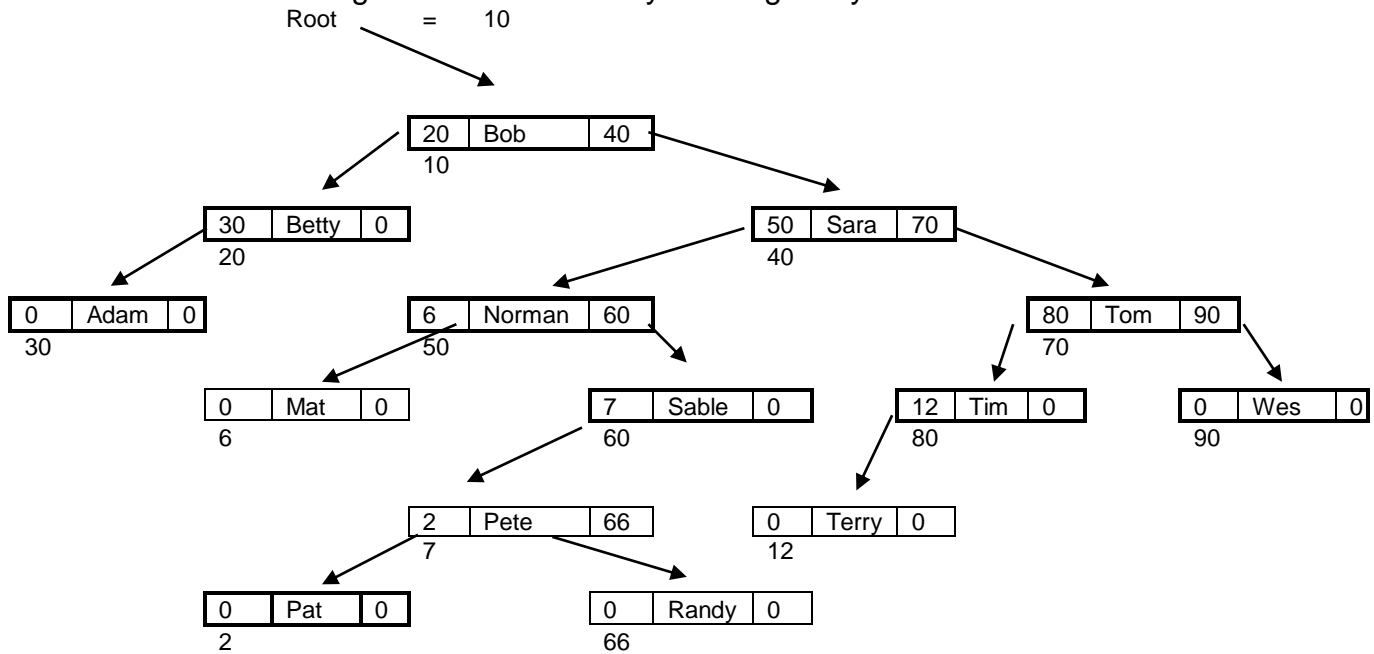 Root = 10
20 Bob 40
10
30 Betty 0
50 Sara 70
20
40
0 Adam 0
6 Norman 60
80 Tom 90
30
50
70
0 Mat 0
7 Sable 0
12 Tim 0
0 Wes 0
6
60
80
90
2 Pete 66
0 Terry 0
7
12
0 Pat 0
0 Randy 0
2
66